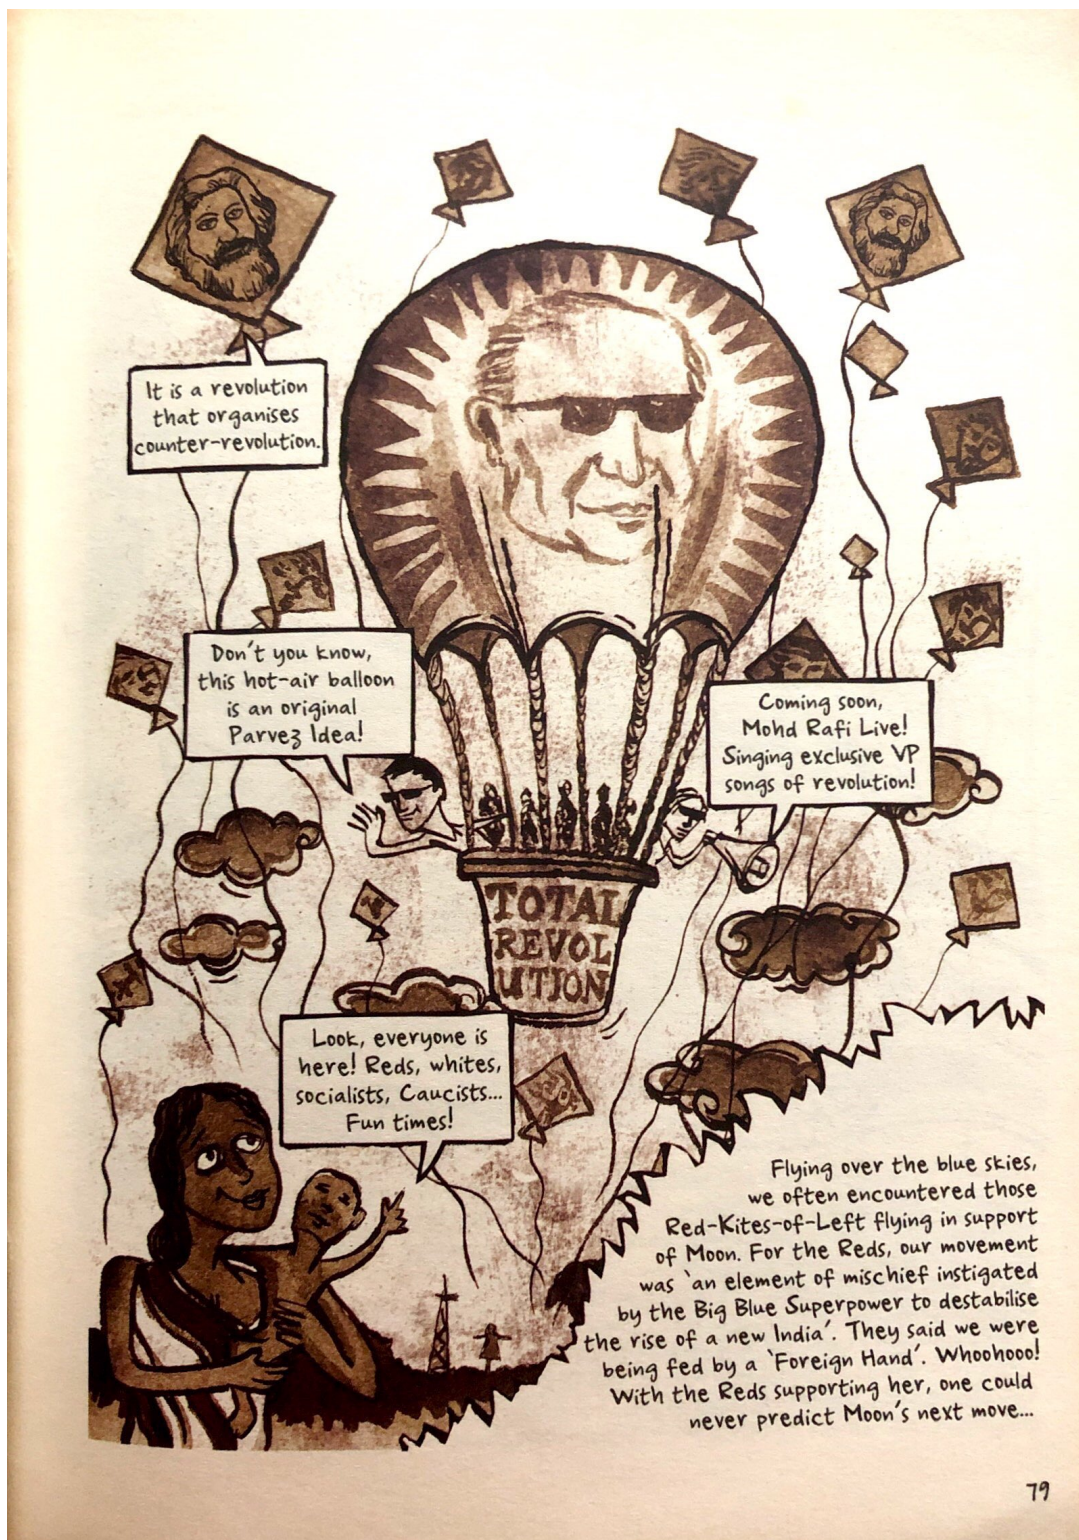 It is a revolution
that organises
counter-revolution.
Don't you know,
this hot-air balloon
is an original
Parvez Idea!
Coming soon,
Mohd Rafi Live!
Singing exclusive VP
songs of revolution!
TOTAL
REVOL
UTION
Look, everyone is
here! Reds, whites,
socialists, Caucists...
Fun times!
Flying over the blue skies,
we often encountered those
Red-Kites-of-Left flying in support
of Moon. For the Reds, our movement
was 'an element of mischief instigated
by the Big Blue Superpower to destabilise
the rise of a new India'. They said we were
being fed by a 'Foreign Hand'. Whoohooo!
With the Reds supporting her, one could
never predict Moon's next move...
79